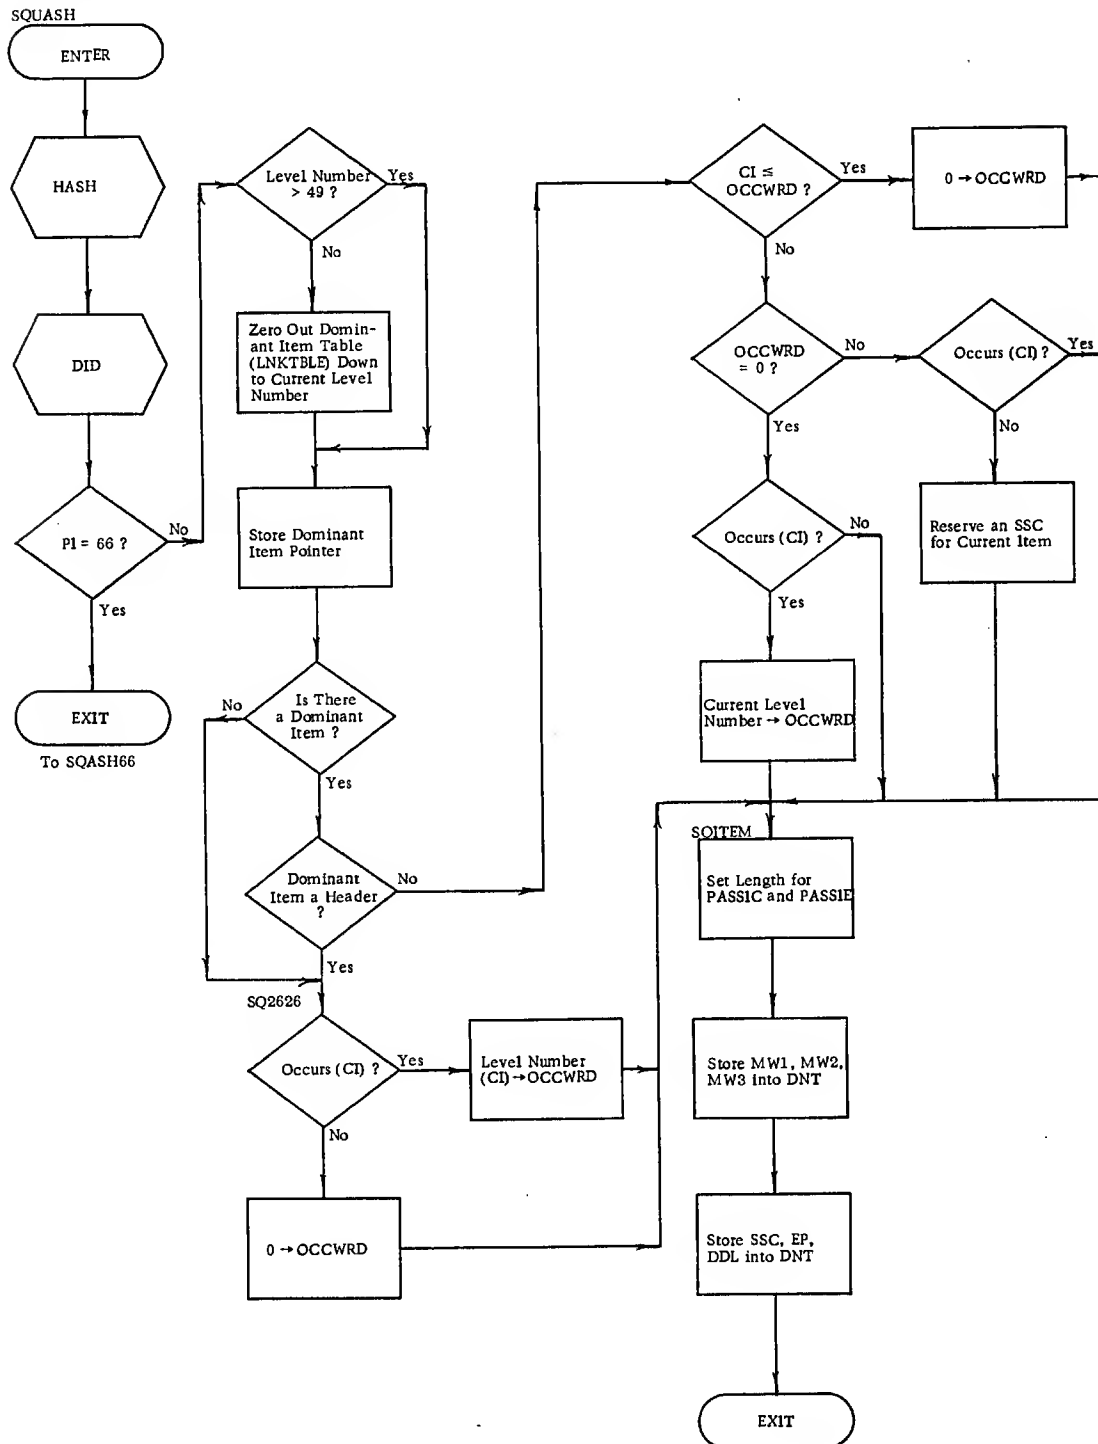 SQUASH
ENTER
HASH
DID
P1 = 66 ?
No
Yes
EXIT
To SQASH66
Level Number
> 49 ?
Yes
No
Zero Out Domin-
ant Item Table
(LNKTBLE) Down
to Current Level
Number
Store Dominant
Item Pointer
Is There
a Dominant
Item ?
No
Yes
Dominant
Item a Header
?
No
Yes
SQ2626
Occurs (CI) ?
Yes
No
Level Number
(CI) → OCCWRD
0 → OCCWRD
CI ≤
OCCWRD ?
Yes
No
0 → OCCWRD
OCCWRD
= 0 ?
No
Yes
Occurs (CI) ?
Yes
No
Reserve an SSC
for Current Item
Occurs (CI) ?
No
Yes
Current Level
Number → OCCWRD
SQITEM
Set Length for
PASS1C and PASS1E
Store MW1, MW2,
MW3 into DNT
Store SSC, EP,
DDL into DNT
EXIT